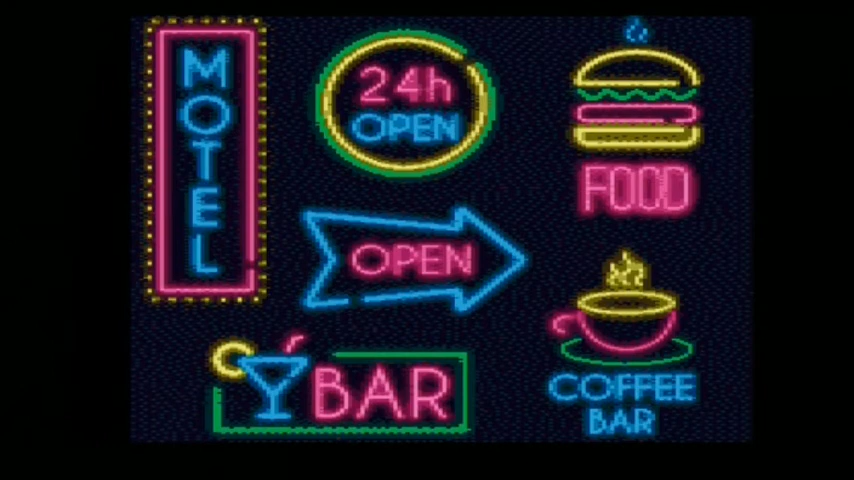 MOTEL
24h
OPEN
FOOD
OPEN
BAR
COFFEE
BAR